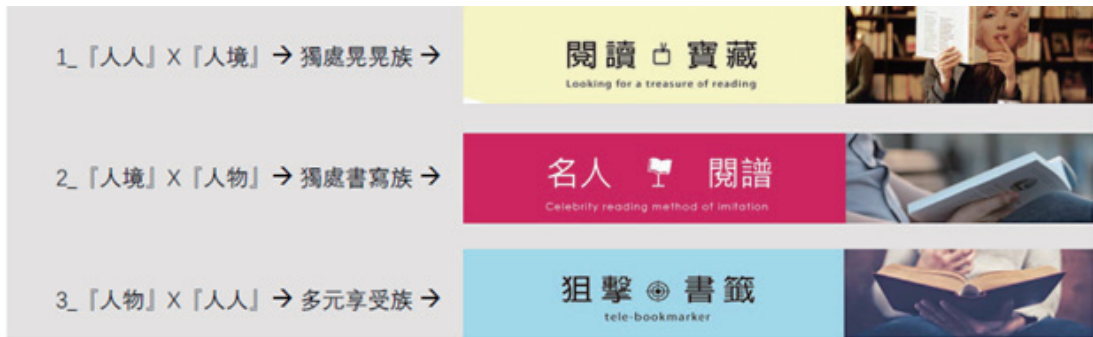 1_『人人』X『人境』→ 獨處晃晃族 →
閱讀 寶藏
Looking for a treasure of reading
2_『人境』X『人物』→ 獨處書寫族 →
名人 閱譜
Celebrity reading method of imitation
3_『人物』X『人人』→ 多元享受族 →
狙擊 書籤
tele-bookmarker